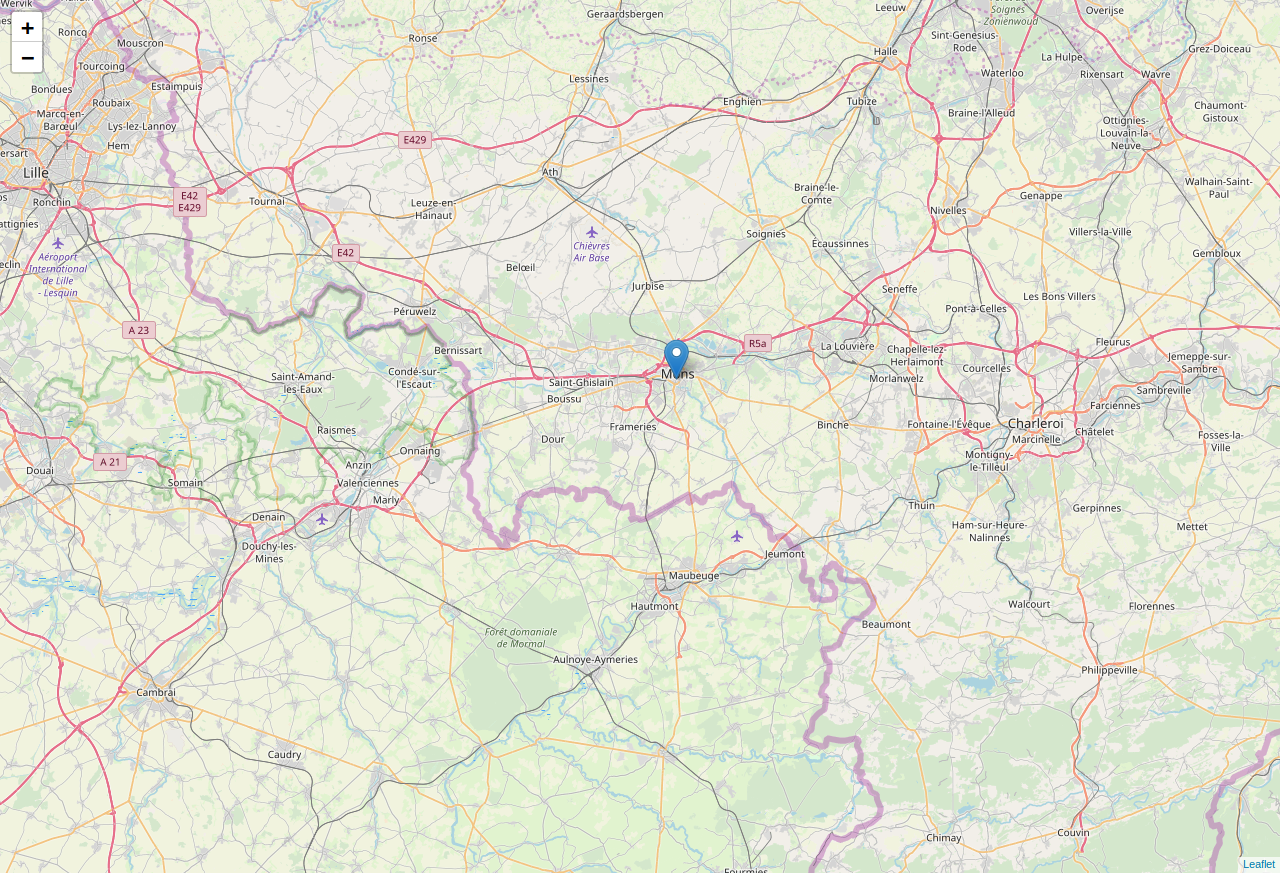 Wervik
Geraardsbergen
Leeuw
Soignes
Zoniënwoud
Overijse
+
−
Roncq
Mouscron
Ronse
Halle
Sint-Genesius-
Rode
La Hulpe
Grez-Doiceau
Tourcoing
Bondues
Estaimpuis
Lessines
Waterloo
Rixensart
Wavre
Roubaix
Marcq-en-
Barœul
Lys-lez-Lannoy
Enghien
Tubize
Braine-l'Alleud
Chaumont-
Gistoux
Ottignies-
Louvain-la-
Neuve
Hem
E429
Lille
Ath
E42
E429
Ronchin
Tournai
Leuze-en-
Hainaut
Braine-le-
Comte
Genappe
Walhain-Saint-
Paul
Nivelles
Soignies
Écaussinnes
Villers-la-Ville
Chièvres
Air Base
E42
Gembloux
Aéroport
International
de Lille
- Lesquin
Belœil
Jurbise
Seneffe
Les Bons Villers
Pont-à-Celles
Péruwelz
A 23
R5a
Fleurus
La Louvière
Bernissart
Chapelle-lez-
Herlaimont
Jemeppe-sur-
Sambre
Courcelles
Mons
Condé-sur-
l'Escaut
Saint-Amand-
les-Eaux
Saint-Ghislain
Morlanwelz
Sambreville
Boussu
Farciennes
Raismes
Frameries
Binche
Fontaine-l'Évêque
Charleroi
Marcinelle
Châtelet
Fosses-la-
Ville
Dour
Onnaing
A 21
Anzin
Montigny-
le-Tilleul
Douai
Somain
Valenciennes
Marly
Thuin
Gerpinnes
Denain
Ham-sur-Heure-
Nalinnes
Mettet
Douchy-les-
Mines
Jeumont
Maubeuge
Hautmont
Walcourt
Florennes
Beaumont
Forêt domaniale
de Mormal
Aulnoye-Aymeries
Philippeville
Cambrai
Caudry
Chimay
Couvin
Fourmies
Leaflet